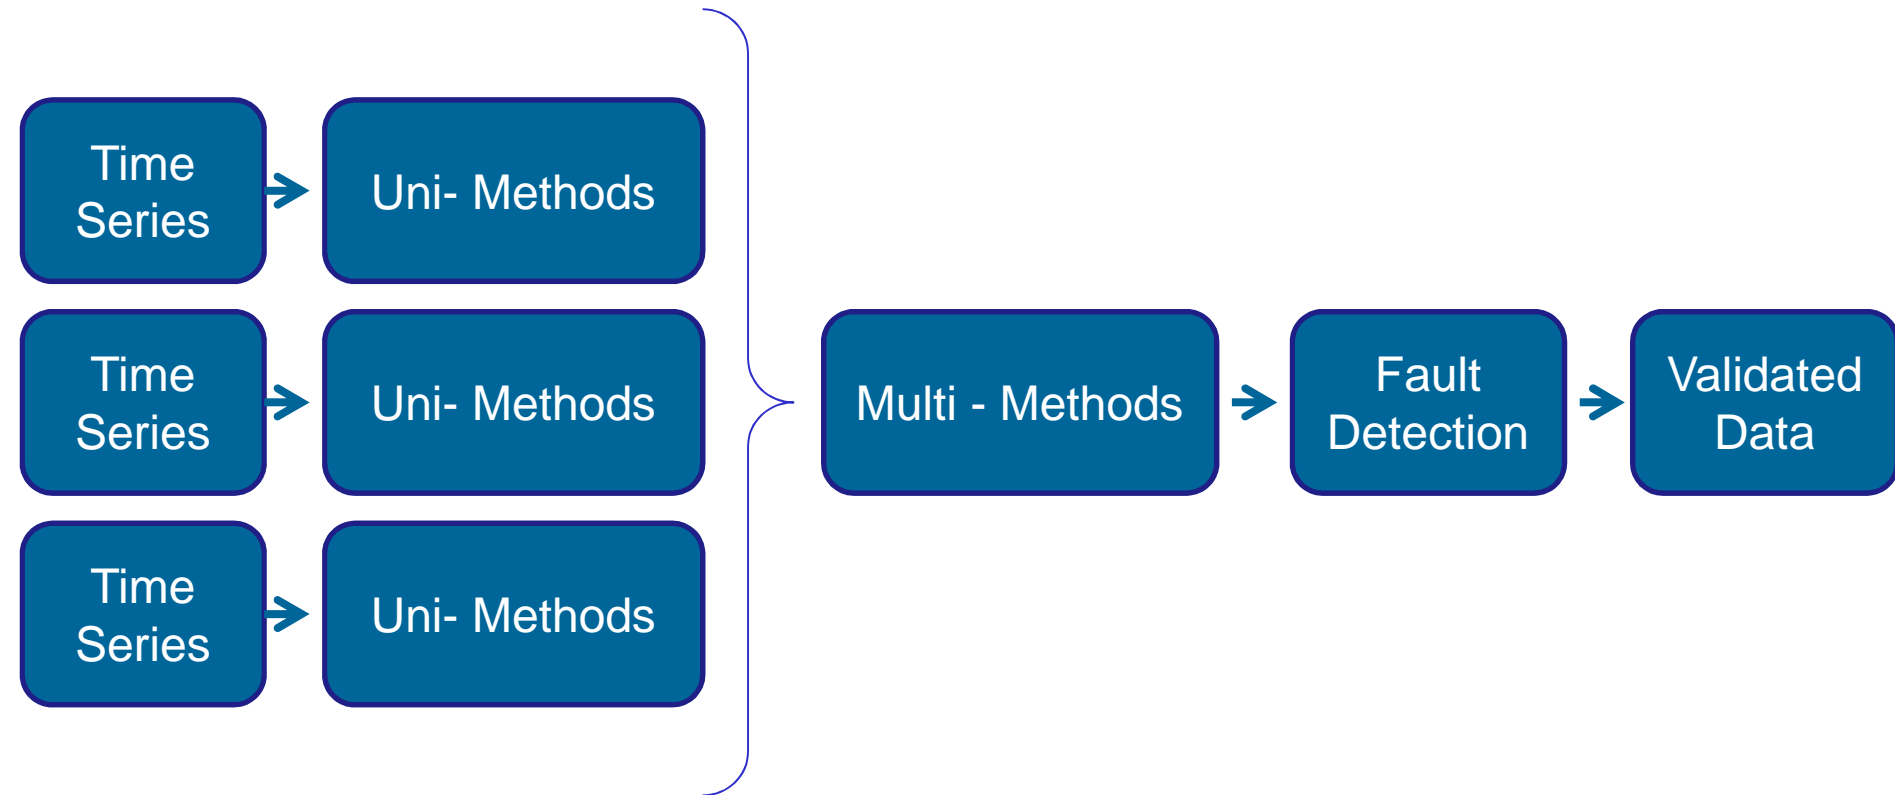 Time
Series
Uni- Methods
Time
Series
Uni- Methods
Time
Series
Uni- Methods
Multi - Methods
Fault
Detection
Validated
Data